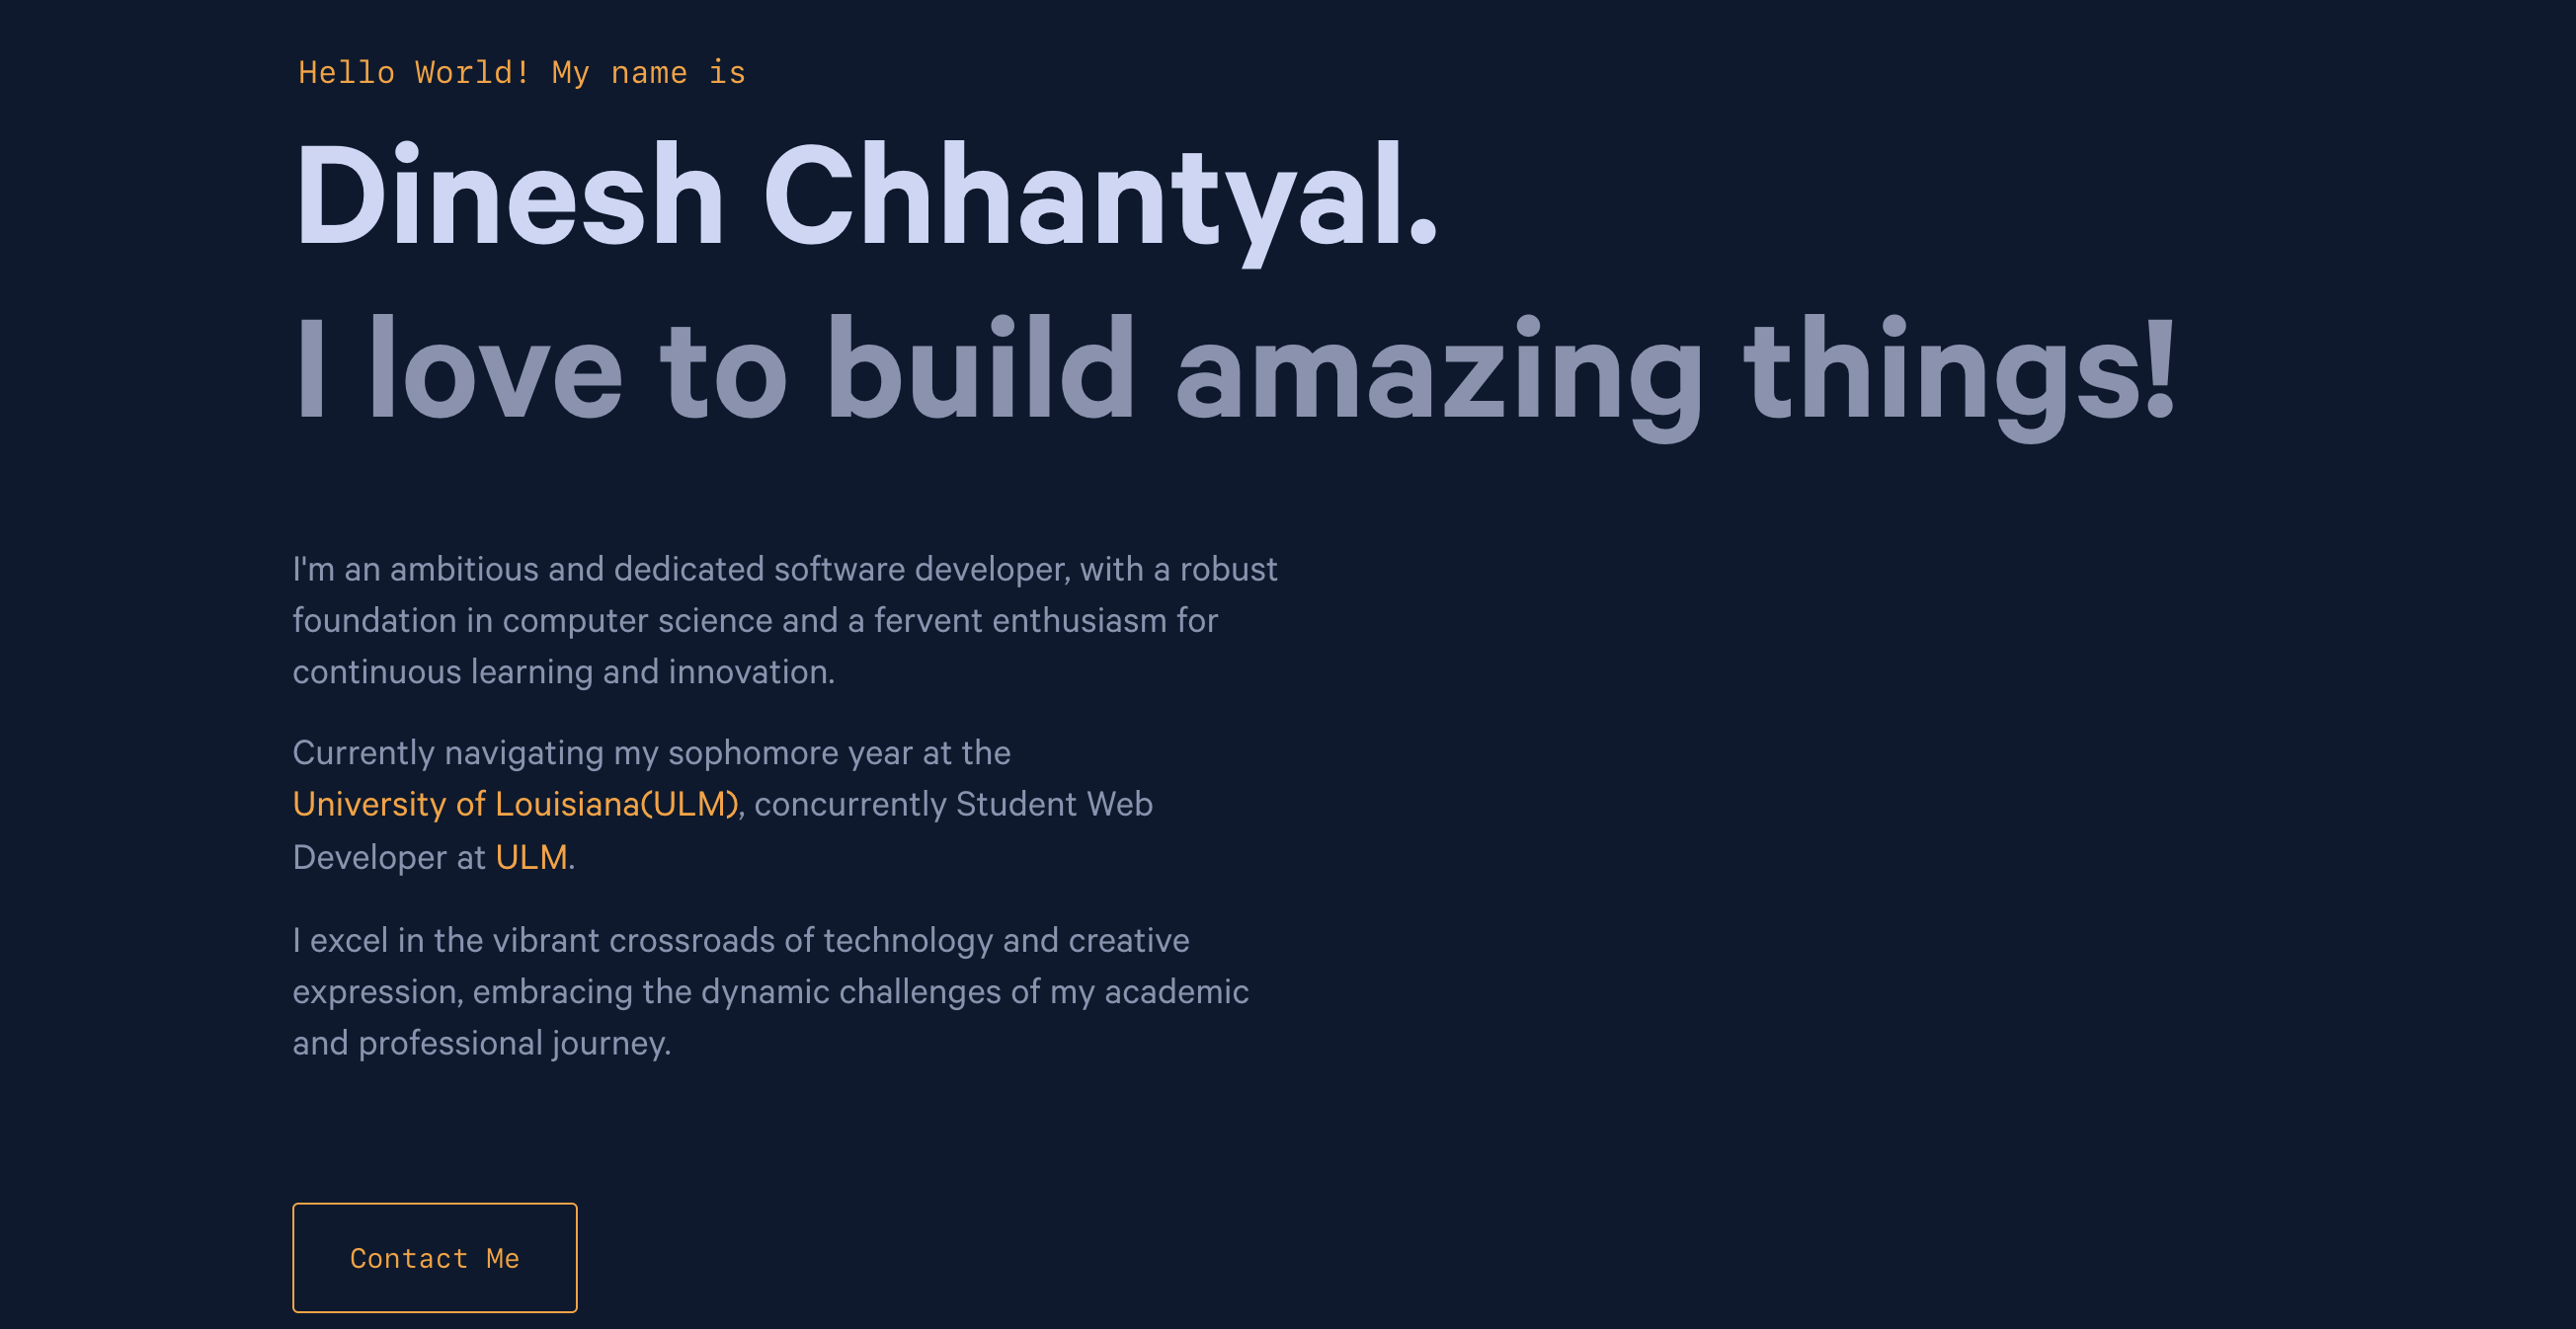 Hello World! My name is
Dinesh Chhantyal.
I love to build amazing things!
I'm an ambitious and dedicated software developer, with a robust
foundation in computer science and a fervent enthusiasm for
continuous learning and innovation.
Currently navigating my sophomore year at the
University of Louisiana(ULM), concurrently Student Web
Developer at ULM.
I excel in the vibrant crossroads of technology and creative
expression, embracing the dynamic challenges of my academic
and professional journey.
Contact Me